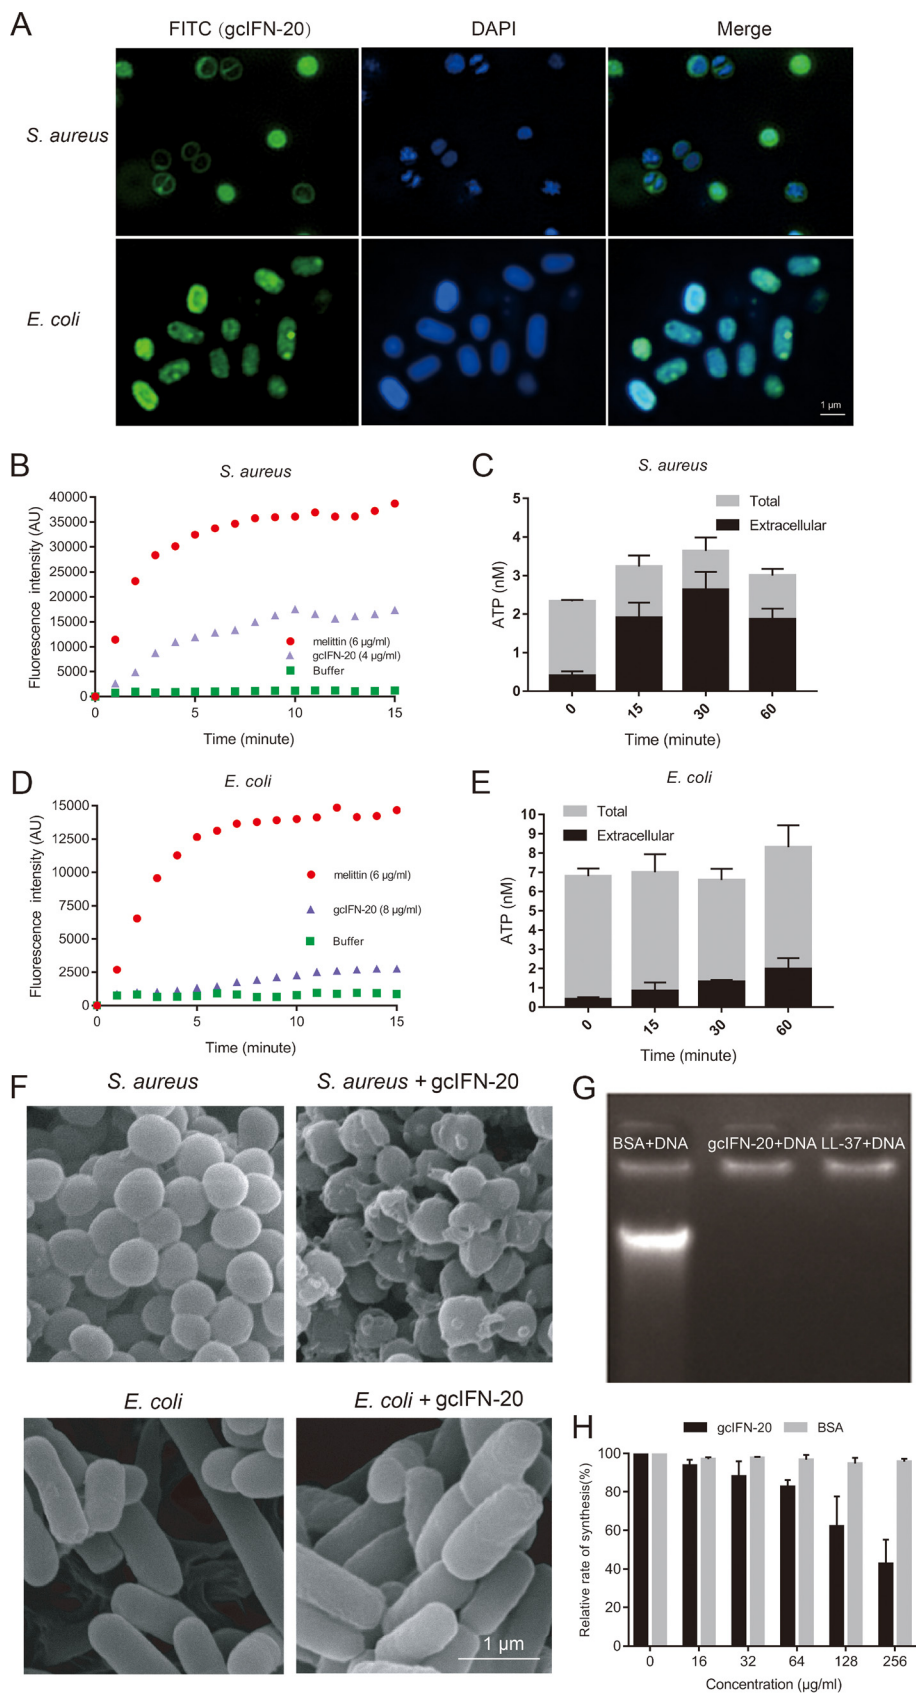 A
FITC (gcIFN-20)
DAPI
Merge
S. aureus
E. coli
1 μm
B
S. aureus
Fluorescence intensity (AU)
40000
35000
30000
25000
20000
15000
10000
5000
0
melittin (6 μg/ml)
gcIFN-20 (4 μg/ml)
Buffer
0 5 10 15
Time (minute)
C
S. aureus
Total
Extracellular
ATP (nM)
5
4
3
2
1
0
0 15 30 60
Time (minute)
D
E. coli
Fluorescence intensity (AU)
15000
12500
10000
7500
5000
2500
0
melittin (6 μg/ml)
gcIFN-20 (8 μg/ml)
Buffer
0 5 10 15
Time (minute)
E
E. coli
Total
Extracellular
ATP (nM)
10
9
8
7
6
5
4
3
2
1
0
0 15 30 60
Time (minute)
F
S. aureus
S. aureus + gcIFN-20
E. coli
E. coli + gcIFN-20
1 μm
G
BSA+DNA gcIFN-20+DNA LL-37+DNA
H
gcIFN-20
BSA
Relative rate of synthesis(%)
100
80
60
40
20
0
0 16 32 64 128 256
Concentration (μg/ml)